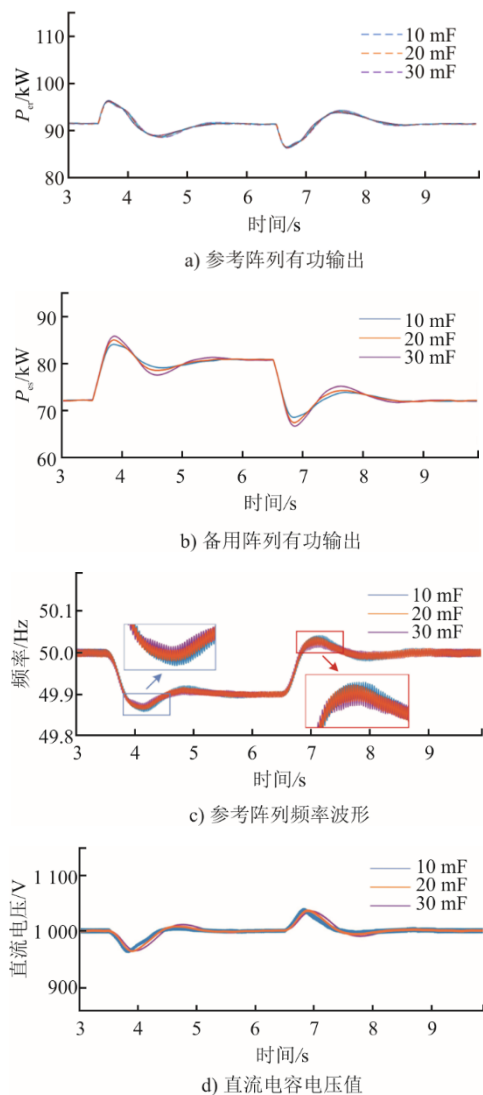 110
100
90
80
P_er/kW
10 mF
20 mF
30 mF
3 4 5 6 7 8 9
时间/s
a) 参考阵列有功输出
90
80
70
60
P_es/kW
10 mF
20 mF
30 mF
3 4 5 6 7 8 9
时间/s
b) 备用阵列有功输出
50.1
50.0
49.9
49.8
频率/Hz
10 mF
20 mF
30 mF
3 4 5 6 7 8 9
时间/s
c) 参考阵列频率波形
1 100
1 000
900
直流电压/V
10 mF
20 mF
30 mF
3 4 5 6 7 8 9
时间/s
d) 直流电容电压值